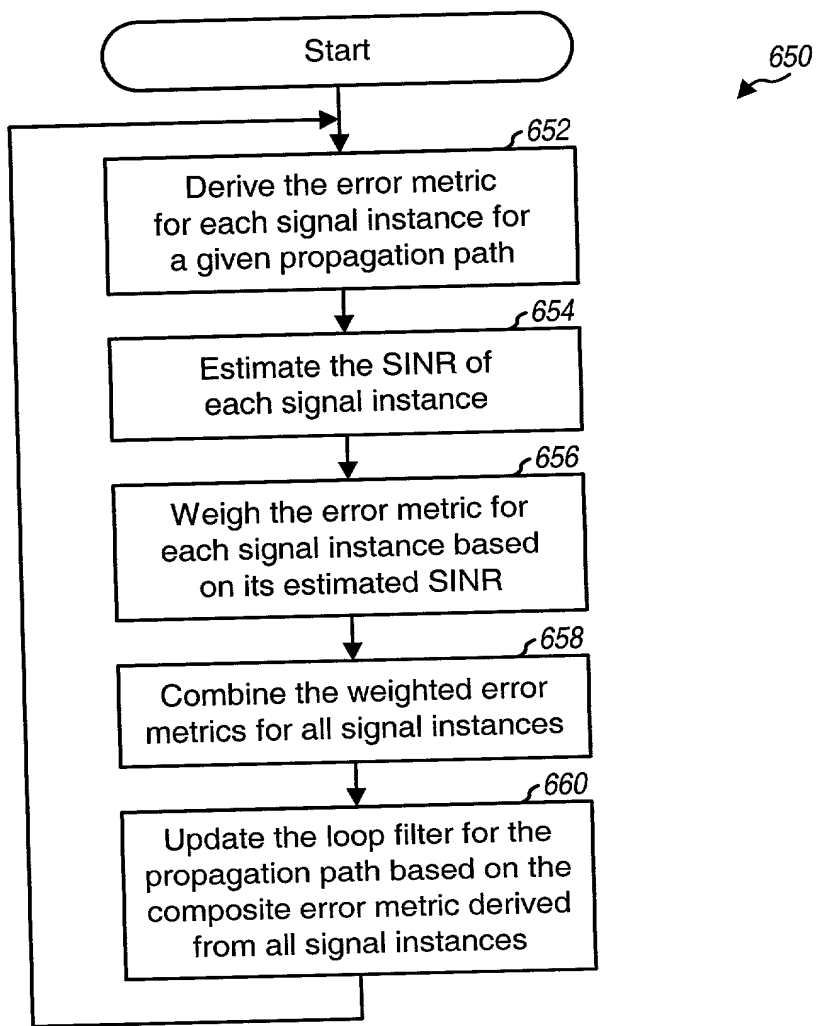 Start
650
652
Derive the error metric
for each signal instance for
a given propagation path
654
Estimate the SINR of
each signal instance
656
Weigh the error metric for
each signal instance based
on its estimated SINR
658
Combine the weighted error
metrics for all signal instances
660
Update the loop filter for the
propagation path based on the
composite error metric derived
from all signal instances